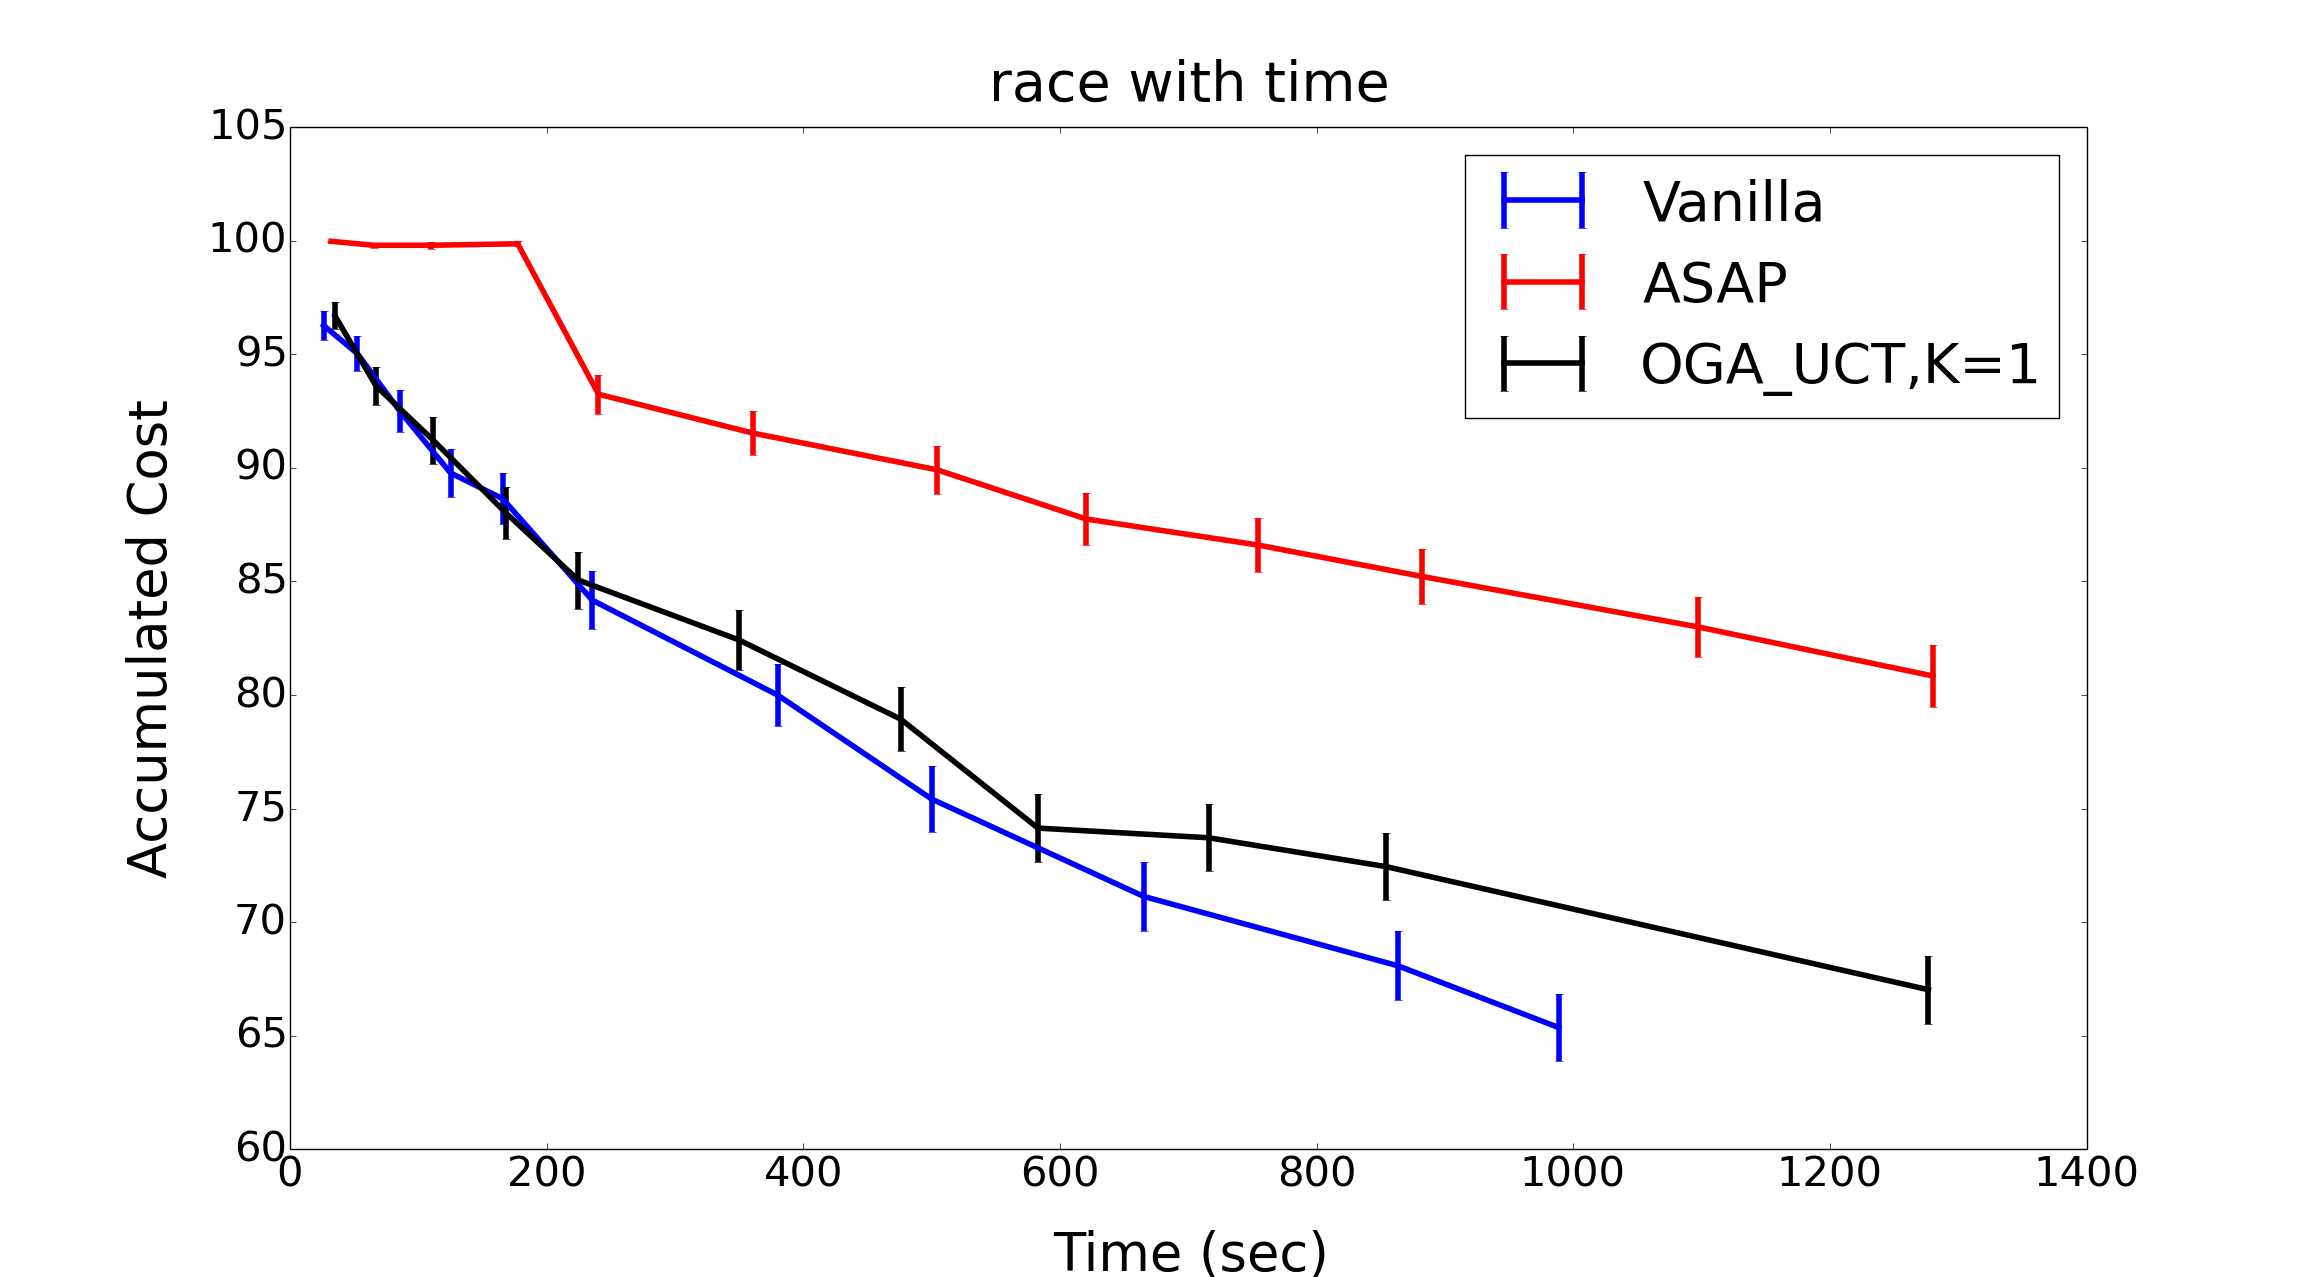 race with time
105
100
95
90
85
80
75
70
65
60
Accumulated Cost
Vanilla
ASAP
OGA_UCT,K=1
0 200 400 600 800 1000 1200 1400
Time (sec)